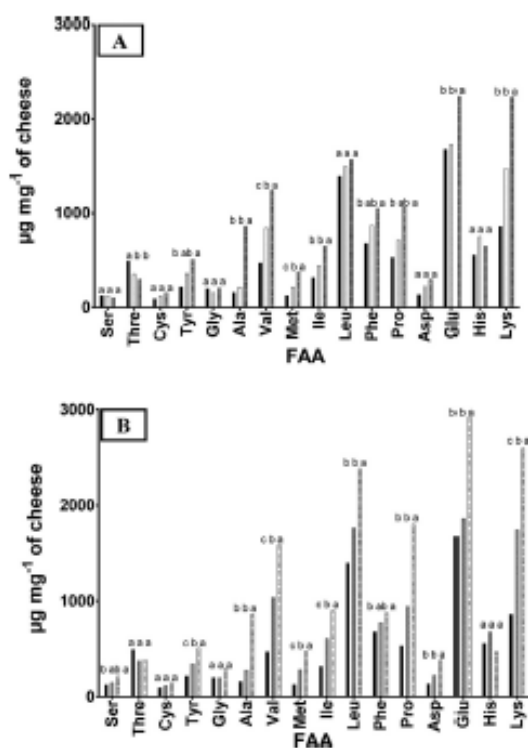 A
3000
2000
1000
0
µg mg⁻¹ of cheese
a a a
a b b
a a a
b a b a
a a a
b b a
c b a
c b a
b b a
a a a
b a b a
b a b a
b b a
b b a
a a a
b b a
Ser
Thre
Cys
Tyr
Gly
Ala
Val
Met
Ile
Leu
Phe
Pro
Asp
Glu
His
Lys
FAA
B
3000
2000
1000
0
µg mg⁻¹ of cheese
b a b a
a a a
a a a
c b a
a a a
b b a
c b a
c b a
c b a
b b a
b a b a
b b a
b b a
b b a
a a a
c b a
Ser
Thre
Cys
Tyr
Gly
Ala
Val
Met
Ile
Leu
Phe
Pro
Asp
Glu
His
Lys
FAA